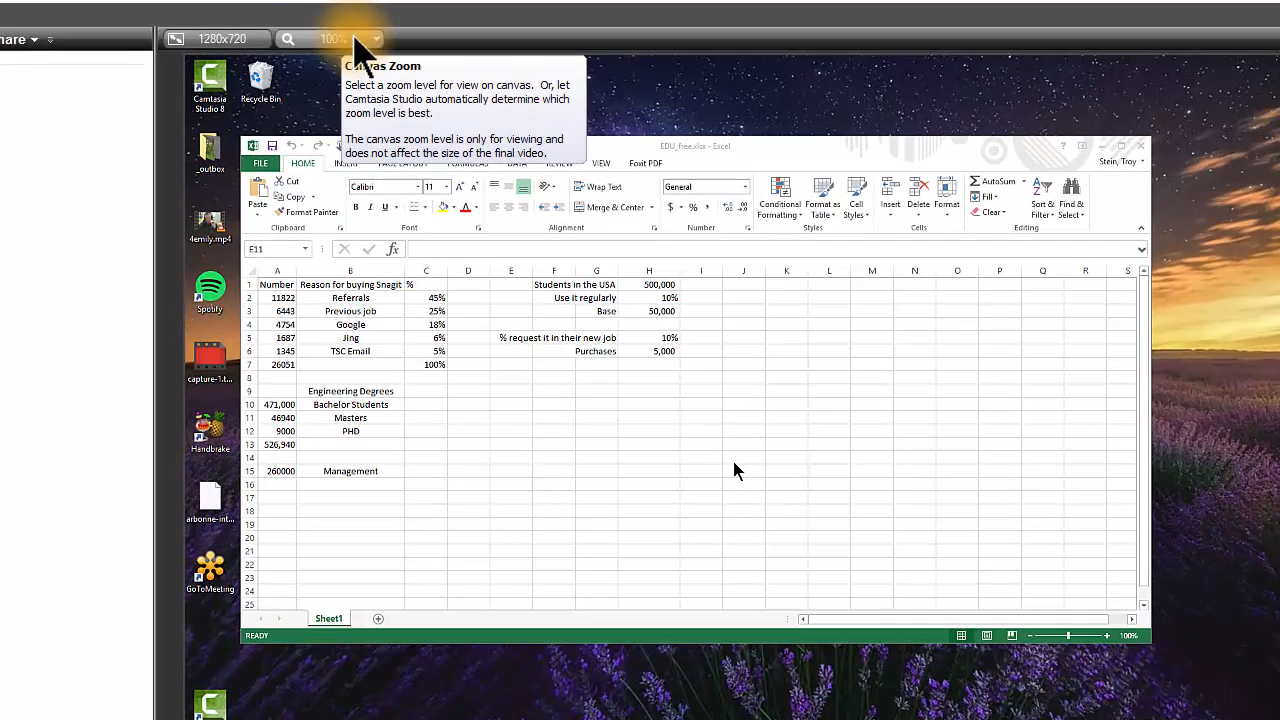 hare
1280x720
100%
Canvas Zoom
Select a zoom level for view on canvas. Or, let
Camtasia Studio automatically determine which
zoom level is best.
The canvas zoom level is only for viewing and
does not affect the size of the final video.
Camtasia
Studio 8
Recycle Bin
_outbox
4emily.mp4
Spotify
capture-1.t...
Handbrake
arbonne-int...
GoToMeeting
EDU_free.xlsx - Excel
FILE HOME VIEW Foxit PDF
Stein, Troy
Paste
Cut
Copy
Format Painter
Clipboard
Calibri 11
B I U
Font
Wrap Text
Merge & Center
Alignment
General
$ % ,
Number
Conditional
Formatting
Format as
Table
Cell
Styles
Styles
Insert Delete Format
Cells
AutoSum
Fill
Clear
Sort &
Filter
Find &
Select
Editing
E11
fx
A B C D E F G H I J K L M N O P Q R S
1 Number Reason for buying Snagit % Students in the USA 500,000
2 11822 Referrals 45% Use it regularly 10%
3 6443 Previous job 25% Base 50,000
4 4754 Google 18%
5 1687 Jing 6% % request it in their new job 10%
6 1345 TSC Email 5% Purchases 5,000
7 26051 100%
8
9 Engineering Degrees
10 471,000 Bachelor Students
11 46940 Masters
12 9000 PHD
13 526,940
14
15 260000 Management
16
17
18
19
20
21
22
23
24
25
Sheet1
READY
100%